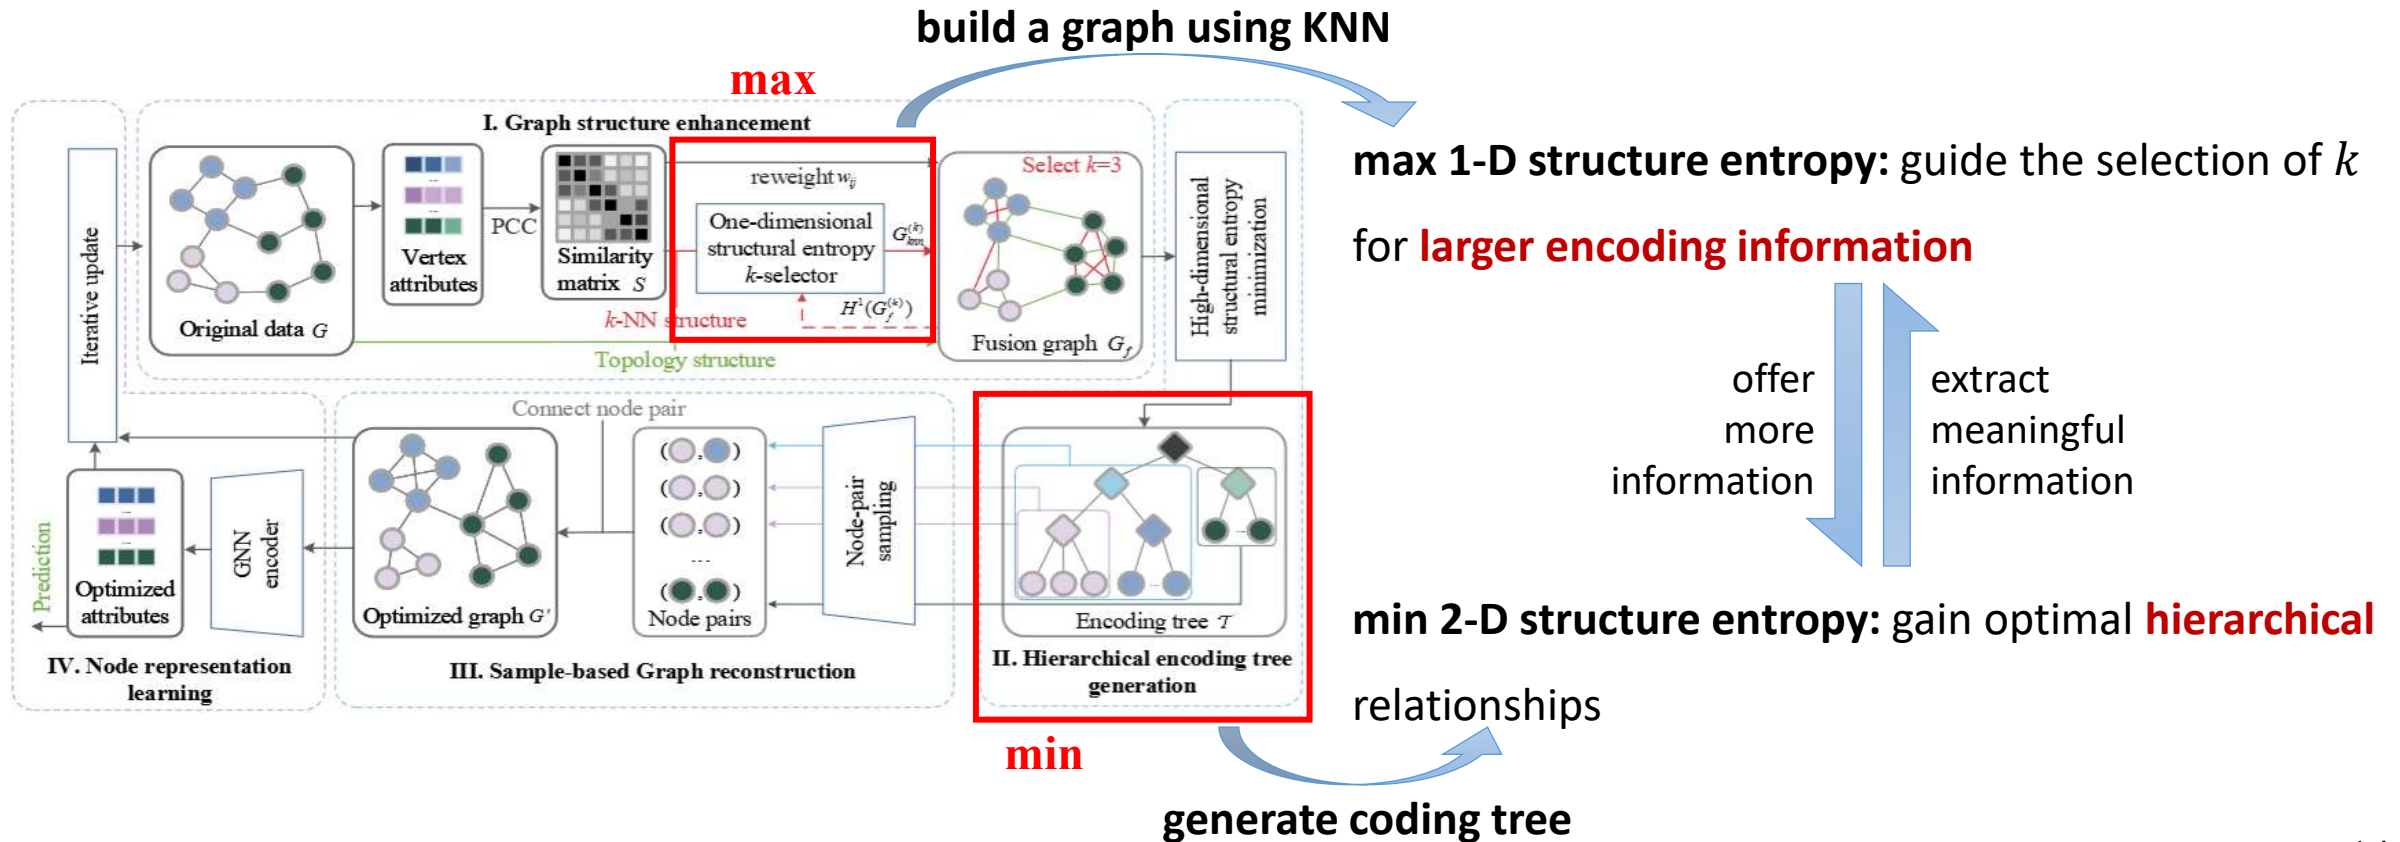 build a graph using KNN
max
I. Graph structure enhancement
Iterative update
Original data G
Vertex
attributes
PCC
Similarity
matrix S
reweight w_ij
One-dimensional
structural entropy
k-selector
G_knn^(k)
H^1(G_f^(k))
k-NN structure
Topology structure
Select k=3
Fusion graph G_f
High-dimensional
structural entropy
minimization
max 1-D structure entropy: guide the selection of k
for larger encoding information
offer
more
information
extract
meaningful
information
min 2-D structure entropy: gain optimal hierarchical
relationships
Prediction
Optimized
attributes
GNN
encoder
IV. Node representation
learning
Connect node pair
Optimized graph G'
( , )
( , )
( , )
...
( , )
Node pairs
Node-pair
sampling
III. Sample-based Graph reconstruction
Encoding tree T
II. Hierarchical encoding tree
generation
min
generate coding tree